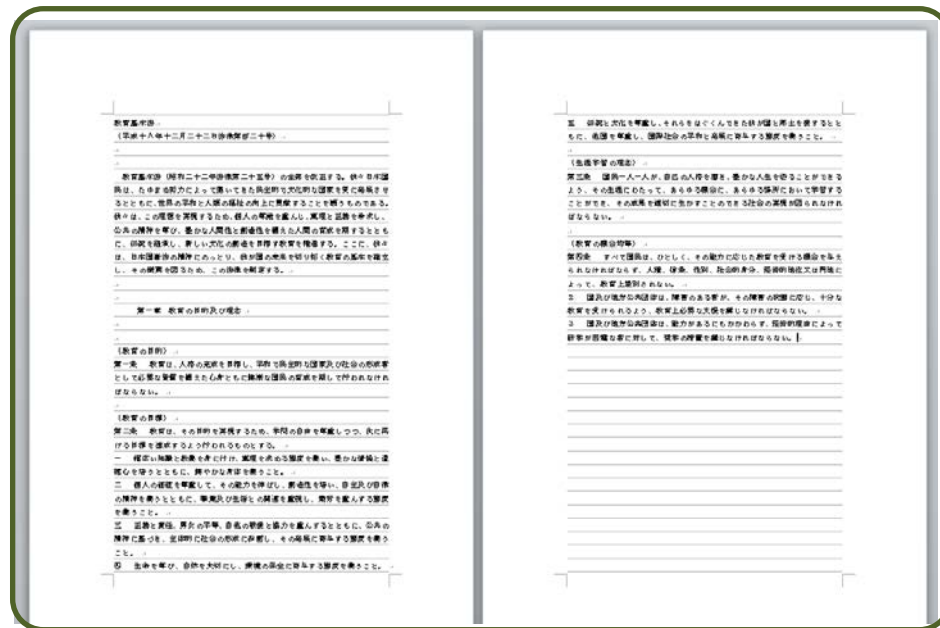 教育基本法
（平成十八年十二月二十二日法律第百二十号）
教育基本法（昭和二十二年法律第二十五号）の全部を改正する。我々日本国
民は、たゆまぬ努力によって築いてきた民主的で文化的な国家を更に発展させ
るとともに、世界の平和と人類の福祉の向上に貢献することを願うものである。
我々は、この理想を実現するため、個人の尊厳を重んじ、真理と正義を希求し、
公共の精神を尊び、豊かな人間性と創造性を備えた人間の育成を期するととも
に、伝統を継承し、新しい文化の創造を目指す教育を推進する。ここに、我々
は、日本国憲法の精神にのっとり、我が国の未来を切り拓く教育の基本を確立
し、その振興を図るため、この法律を制定する。
第一章 教育の目的及び理念
（教育の目的）
第一条　教育は、人格の完成を目指し、平和で民主的な国家及び社会の形成者
として必要な資質を備えた心身ともに健康な国民の育成を期して行われなけれ
ばならない。
（教育の目標）
第二条　教育は、その目的を実現するため、学問の自由を尊重しつつ、次に掲
げる目標を達成するよう行われるものとする。
一　幅広い知識と教養を身に付け、真理を求める態度を養い、豊かな情操と道
徳心を培うとともに、健やかな身体を養うこと。
二　個人の価値を尊重して、その能力を伸ばし、創造性を培い、自主及び自律
の精神を養うとともに、職業及び生活との関連を重視し、勤労を重んずる態度
を養うこと。
三　正義と責任、男女の平等、自他の敬愛と協力を重んずるとともに、公共の
精神に基づき、主体的に社会の形成に参画し、その発展に寄与する態度を養う
こと。
四　生命を尊び、自然を大切にし、環境の保全に寄与する態度を養うこと。
五　伝統と文化を尊重し、それらをはぐくんできた我が国と郷土を愛するとと
もに、他国を尊重し、国際社会の平和と発展に寄与する態度を養うこと。
（生涯学習の理念）
第三条　国民一人一人が、自己の人格を磨き、豊かな人生を送ることができる
よう、その生涯にわたって、あらゆる機会に、あらゆる場所において学習する
ことができ、その成果を適切に生かすことのできる社会の実現が図られなけれ
ばならない。
（教育の機会均等）
第四条　すべて国民は、ひとしく、その能力に応じた教育を受ける機会を与え
られなければならず、人種、信条、性別、社会的身分、経済的地位又は門地に
よって、教育上差別されない。
２　国及び地方公共団体は、障害のある者が、その障害の状態に応じ、十分な
教育を受けられるよう、教育上必要な支援を講じなければならない。
３　国及び地方公共団体は、能力があるにもかかわらず、経済的理由によって
修学が困難な者に対して、奨学の措置を講じなければならない。